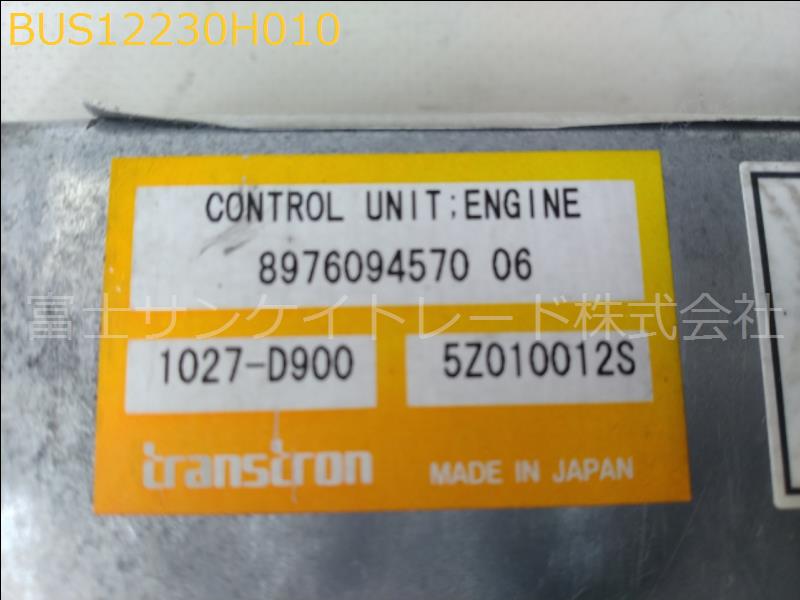 BUS12230H010
CONTROL UNIT;ENGINE
8976094570 06
富士サンケイトレード株式会社
1027-D900 5Z010012S
transtron MADE IN JAPAN